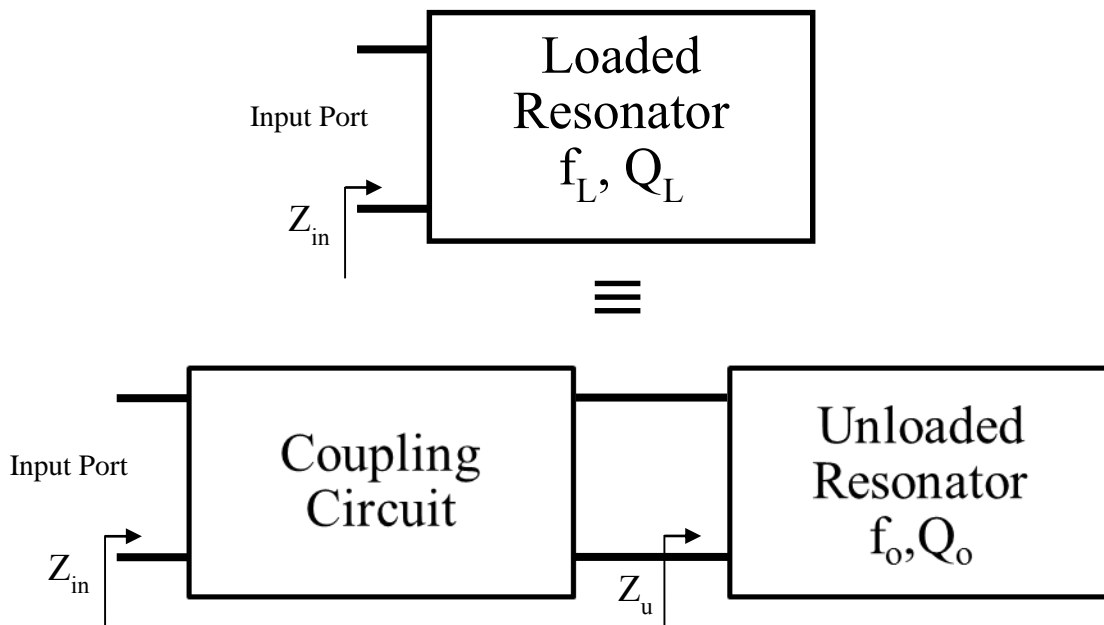 Loaded
Resonator
f_L, Q_L
Input Port
Z_in
≡
Coupling
Circuit
Unloaded
Resonator
f_o,Q_o
Input Port
Z_in
Z_u